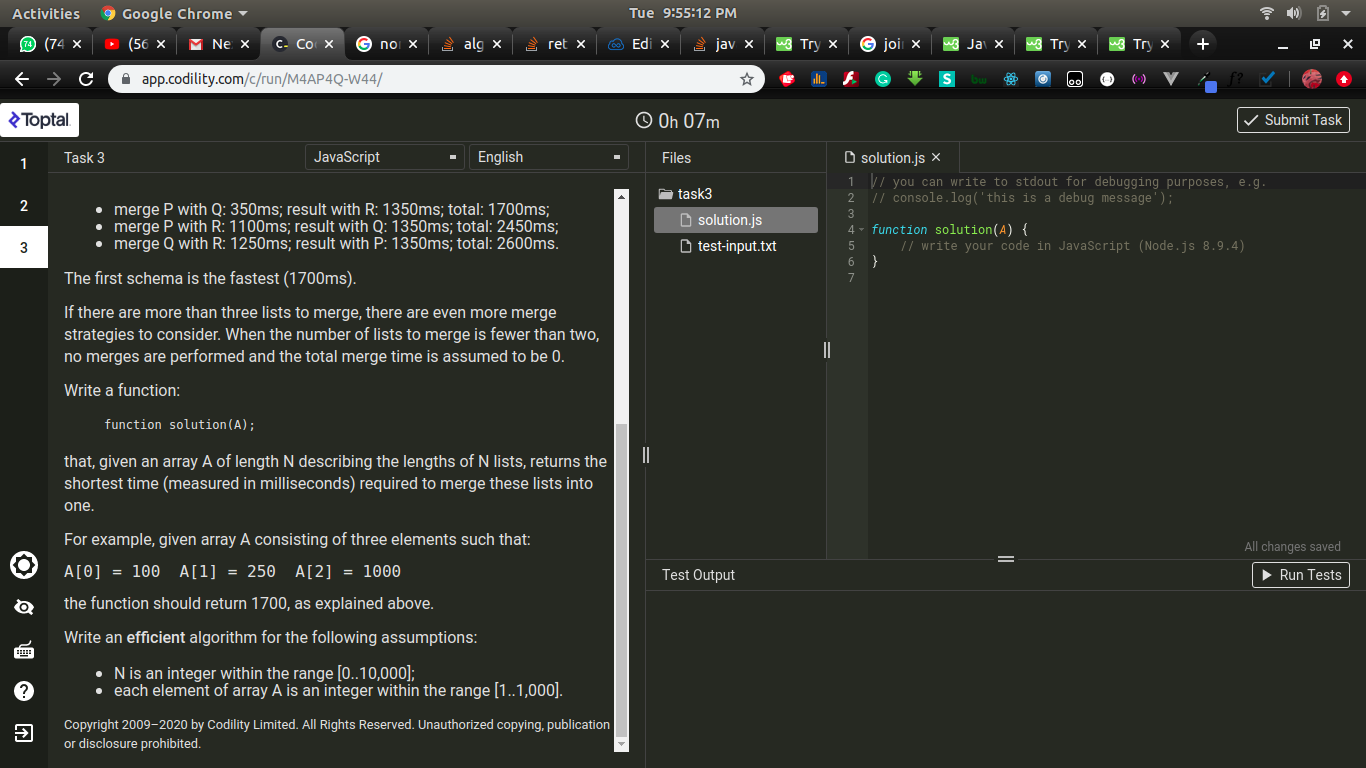 Activities
Google Chrome
Tue 9:55:12 PM
(74
(56
Ne
Co
no
alg
ret
Edi
jav
Try
joi
Ja
Try
Try
app.codility.com/c/run/M4AP4Q-W44/
Toptal
0h 07m
Submit Task
1
2
3
Task 3
JavaScript
English
merge P with Q: 350ms; result with R: 1350ms; total: 1700ms;
merge P with R: 1100ms; result with Q: 1350ms; total: 2450ms;
merge Q with R: 1250ms; result with P: 1350ms; total: 2600ms.
The first schema is the fastest (1700ms).
If there are more than three lists to merge, there are even more merge
strategies to consider. When the number of lists to merge is fewer than two,
no merges are performed and the total merge time is assumed to be 0.
Write a function:
function solution(A);
that, given an array A of length N describing the lengths of N lists, returns the
shortest time (measured in milliseconds) required to merge these lists into
one.
For example, given array A consisting of three elements such that:
A[0] = 100 A[1] = 250 A[2] = 1000
the function should return 1700, as explained above.
Write an efficient algorithm for the following assumptions:
N is an integer within the range [0..10,000];
each element of array A is an integer within the range [1..1,000].
Copyright 2009–2020 by Codility Limited. All Rights Reserved. Unauthorized copying, publication
or disclosure prohibited.
Files
task3
solution.js
test-input.txt
solution.js
1 // you can write to stdout for debugging purposes, e.g.
2 // console.log('this is a debug message');
3
4 function solution(A) {
5 // write your code in JavaScript (Node.js 8.9.4)
6 }
7
All changes saved
Test Output
Run Tests